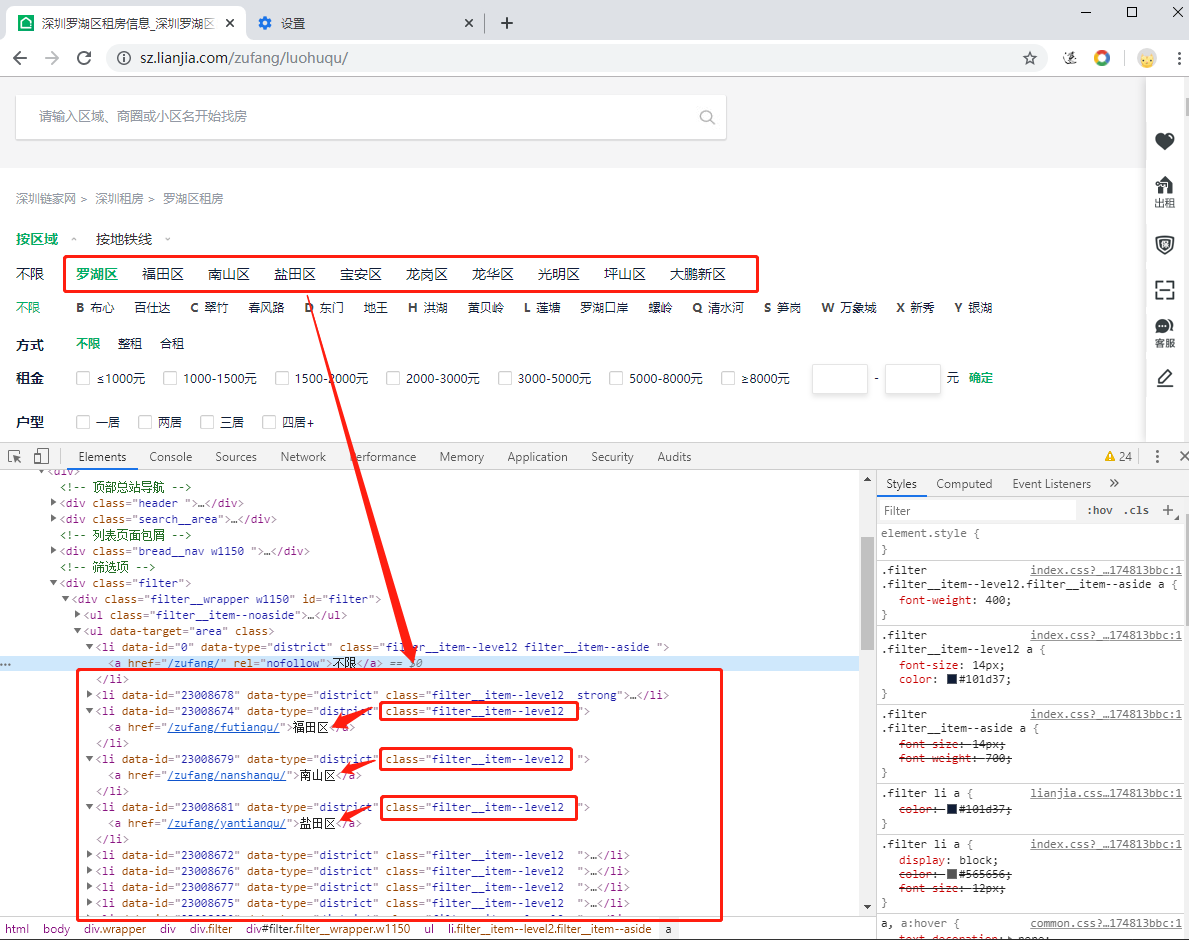 深圳罗湖区租房信息_深圳罗湖区
设置
sz.lianjia.com/zufang/luohuqu/
请输入区域、商圈或小区名开始找房
深圳链家网 > 深圳租房 > 罗湖区租房
按区域 按地铁线
不限 罗湖区 福田区 南山区 盐田区 宝安区 龙岗区 龙华区 光明区 坪山区 大鹏新区
不限 B 布心 百仕达 C 翠竹 春风路 D 东门 地王 H 洪湖 黄贝岭 L 莲塘 罗湖口岸 螺岭 Q 清水河 S 笋岗 W 万象城 X 新秀 Y 银湖
方式 不限 整租 合租
租金 ≤1000元 1000-1500元 1500-2000元 2000-3000元 3000-5000元 5000-8000元 ≥8000元 - 元 确定
户型 一居 两居 三居 四居+
出租
客服
Elements Console Sources Network Performance Memory Application Security Audits 24
<div>
<!-- 顶部总站导航 -->
<div class="header ">…</div>
<div class="search__area">…</div>
<!-- 列表页面包屑 -->
<div class="bread__nav w1150 ">…</div>
<!-- 筛选项 -->
<div class="filter">
<div class="filter__wrapper w1150" id="filter">
<ul class="filter__item--noaside">…</ul>
<ul data-target="area" class>
<li data-id="0" data-type="district" class="filter__item--level2 filter__item--aside ">
<a href="/zufang/" rel="nofollow">不限</a> == $0
</li>
<li data-id="23008678" data-type="district" class="filter__item--level2  strong">…</li>
<li data-id="23008674" data-type="district" class="filter__item--level2  ">
<a href="/zufang/futianqu/">福田区</a>
</li>
<li data-id="23008679" data-type="district" class="filter__item--level2  ">
<a href="/zufang/nanshanqu/">南山区</a>
</li>
<li data-id="23008681" data-type="district" class="filter__item--level2  ">
<a href="/zufang/yantianqu/">盐田区</a>
</li>
<li data-id="23008672" data-type="district" class="filter__item--level2  ">…</li>
<li data-id="23008676" data-type="district" class="filter__item--level2  ">…</li>
<li data-id="23008677" data-type="district" class="filter__item--level2  ">…</li>
<li data-id="23008675" data-type="district" class="filter__item--level2  ">…</li>
html body div.wrapper div div.filter div#filter.filter__wrapper.w1150 ul li.filter__item--level2.filter__item--aside a
Styles Computed Event Listeners »
Filter :hov .cls +
element.style {
}
.filter index.css?_…174813bbc:1
.filter__item--level2.filter__item--aside a {
font-weight: 400;
}
.filter index.css?_…174813bbc:1
.filter__item--level2 a {
font-size: 14px;
color: #101d37;
}
.filter index.css?_…174813bbc:1
.filter__item--aside a {
font-size: 14px;
font-weight: 700;
}
.filter li a { lianjia.css…174813bbc:1
color: #101d37;
}
.filter li a { index.css?_…174813bbc:1
display: block;
color: #565656;
font-size: 12px;
}
a, a:hover { common.css?…174813bbc:1
text-decoration: none;